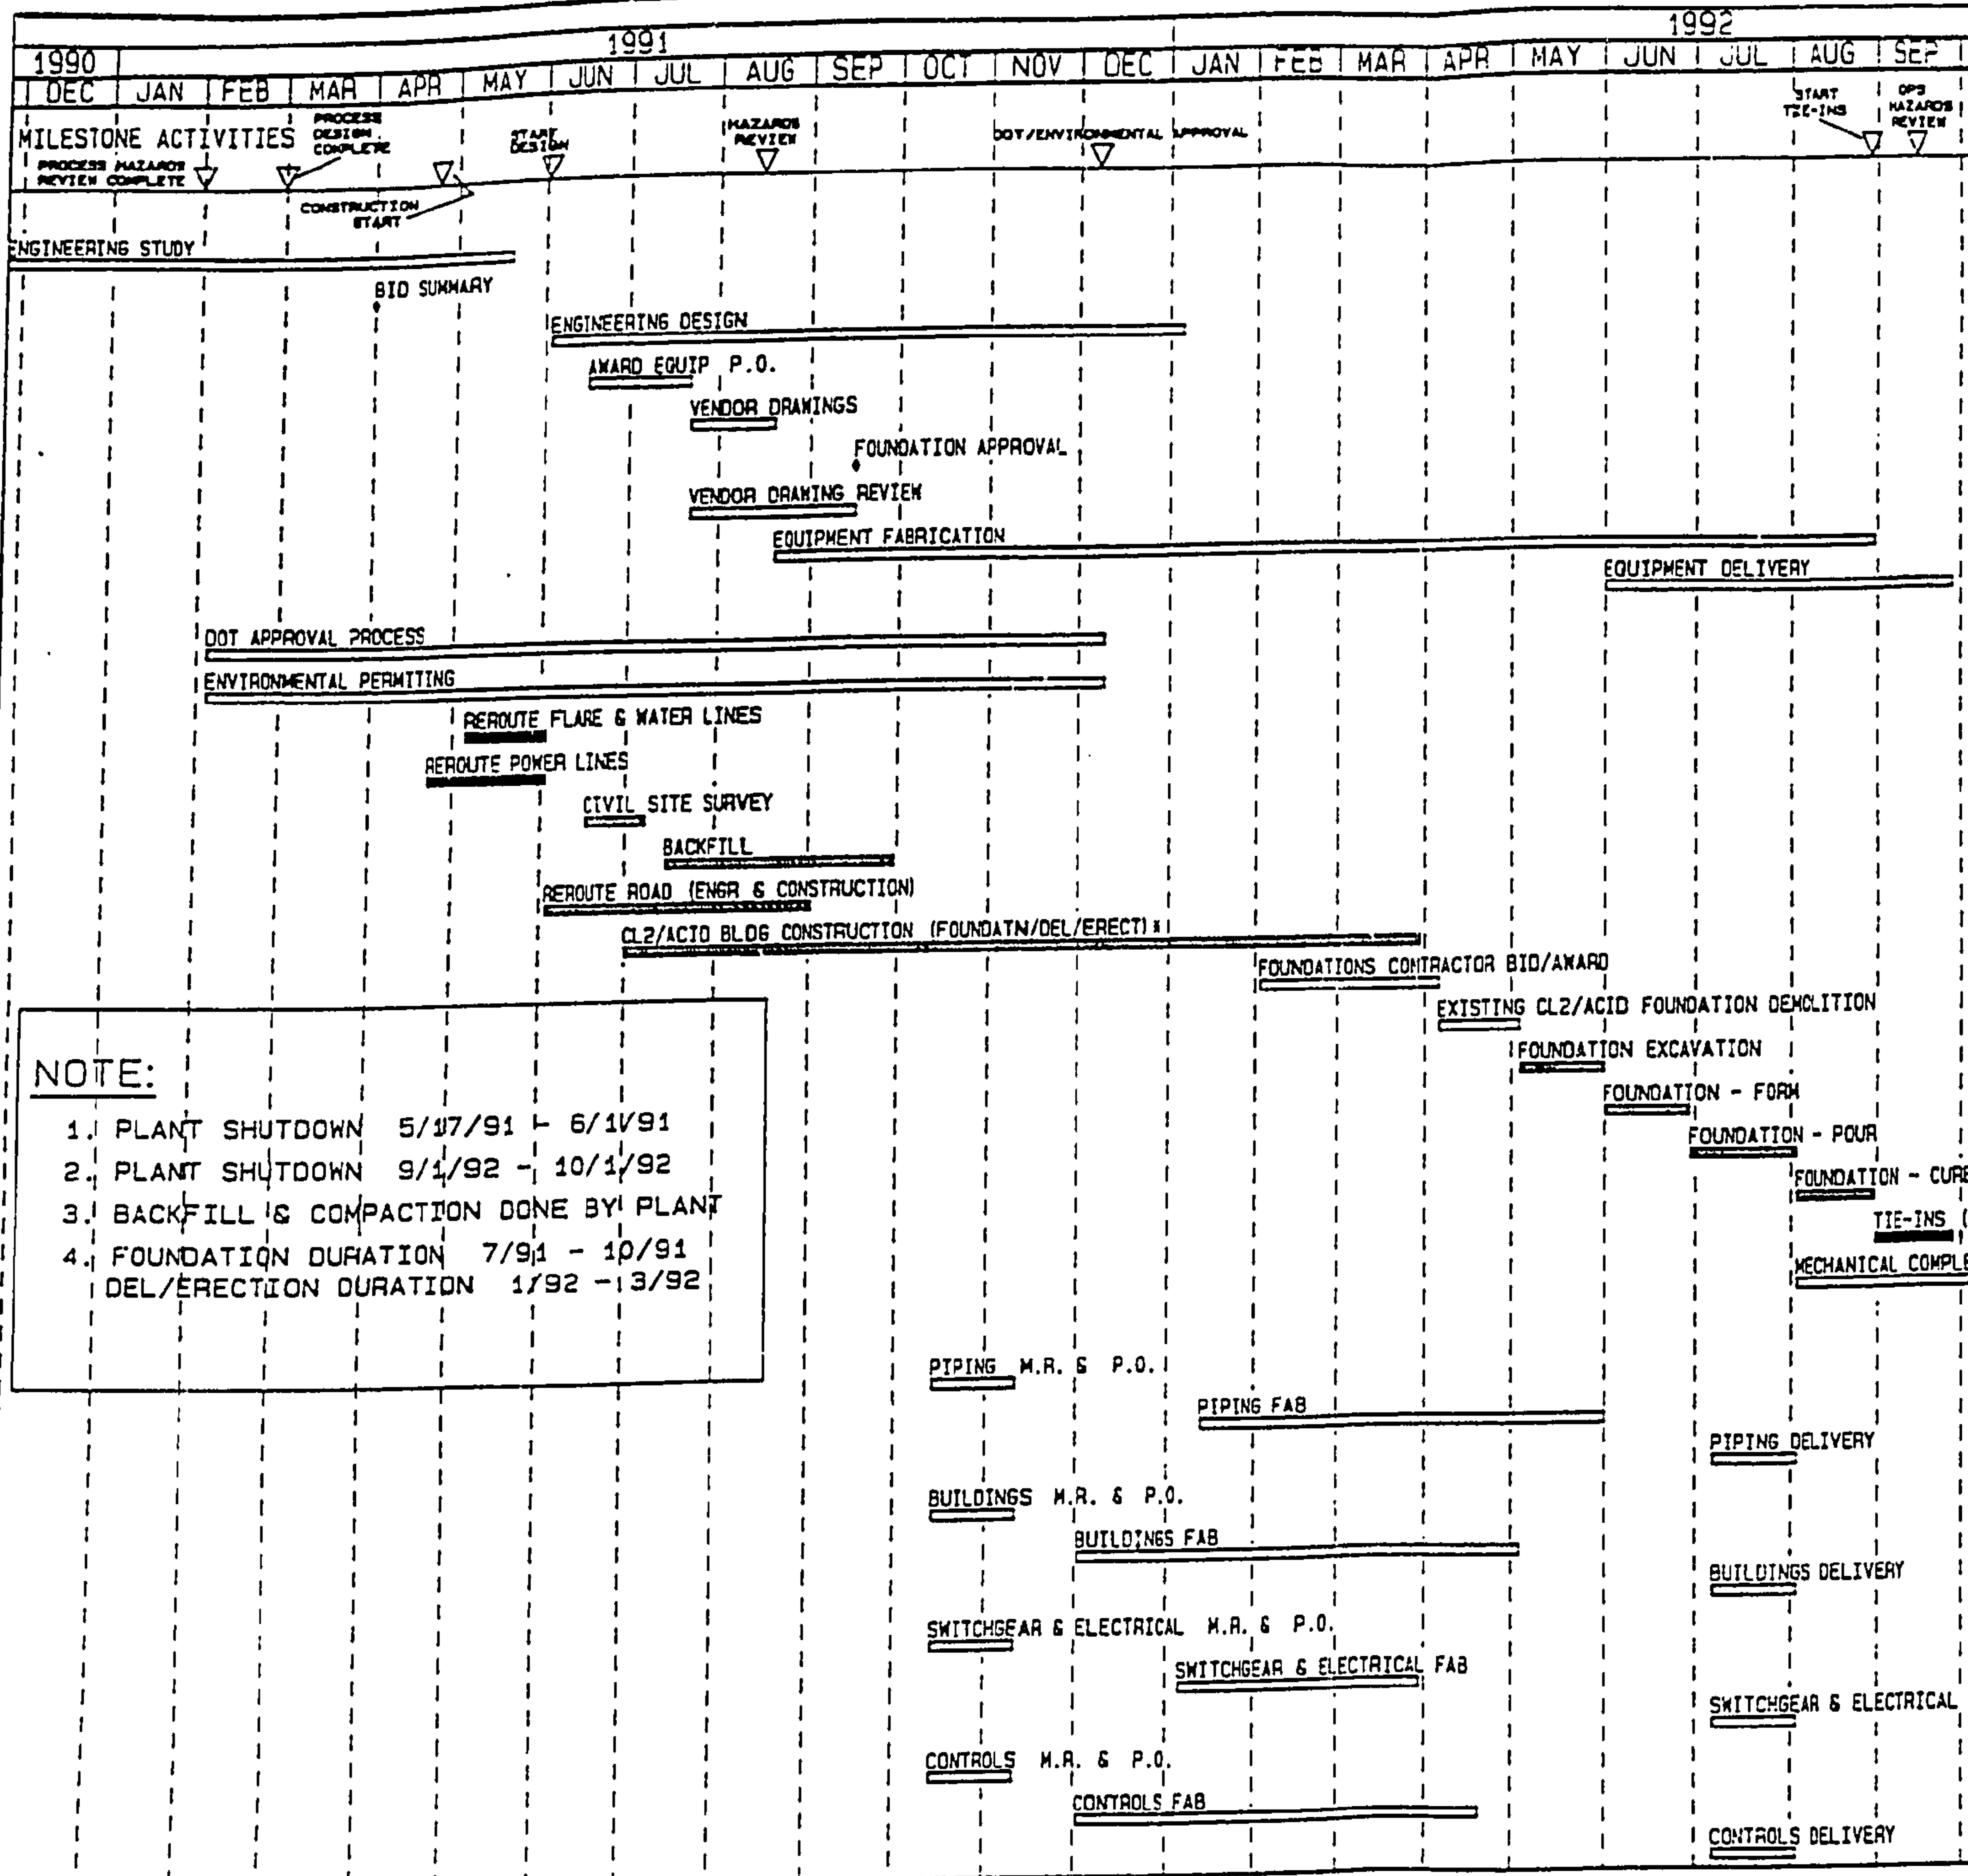 1991
1992
1990
DEC JAN FEB MAR APR MAY JUN JUL AUG SEP OCT NOV DEC JAN FEB MAR APR MAY JUN JUL AUG SEP
MILESTONE ACTIVITIES
PROCESS HAZARDS
REVIEW COMPLETE
PROCESS
DESIGN
COMPLETE
CONSTRUCTION
START
START
DESIGN
HAZARDS
REVIEW
DOT/ENVIRONMENTAL APPROVAL
START
TIE-INS
OPS
HAZARDS
REVIEW
ENGINEERING STUDY
BID SUMMARY
ENGINEERING DESIGN
AWARD EQUIP P.O.
VENDOR DRAWINGS
FOUNDATION APPROVAL
VENDOR DRAWING REVIEW
EQUIPMENT FABRICATION
EQUIPMENT DELIVERY
DOT APPROVAL PROCESS
ENVIRONMENTAL PERMITING
REROUTE FLARE & WATER LINES
REROUTE POWER LINES
CIVIL SITE SURVEY
BACKFILL
REROUTE ROAD (ENGR & CONSTRUCTION)
CL2/ACID BLDG CONSTRUCTION (FOUNDATN/DEL/ERECT) *
FOUNDATIONS CONTRACTOR BID/AWARD
EXISTING CL2/ACID FOUNDATION DEMOLITION
FOUNDATION EXCAVATION
FOUNDATION - FORM
FOUNDATION - POUR
FOUNDATION - CURE
TIE-INS (
MECHANICAL COMPLE
NOTE:
1. PLANT SHUTDOWN 5/17/91 - 6/1/91
2. PLANT SHUTDOWN 9/1/92 - 10/1/92
3. BACKFILL & COMPACTION DONE BY PLANT
4. FOUNDATION DURATION 7/91 - 10/91
DEL/ERECTION DURATION 1/92 - 3/92
PIPING M.R. & P.O.
PIPING FAB
PIPING DELIVERY
BUILDINGS M.R. & P.O.
BUILDINGS FAB
BUILDINGS DELIVERY
SWITCHGEAR & ELECTRICAL M.R. & P.O.
SWITCHGEAR & ELECTRICAL FAB
SWITCHGEAR & ELECTRICAL
CONTROLS M.R. & P.O.
CONTROLS FAB
CONTROLS DELIVERY